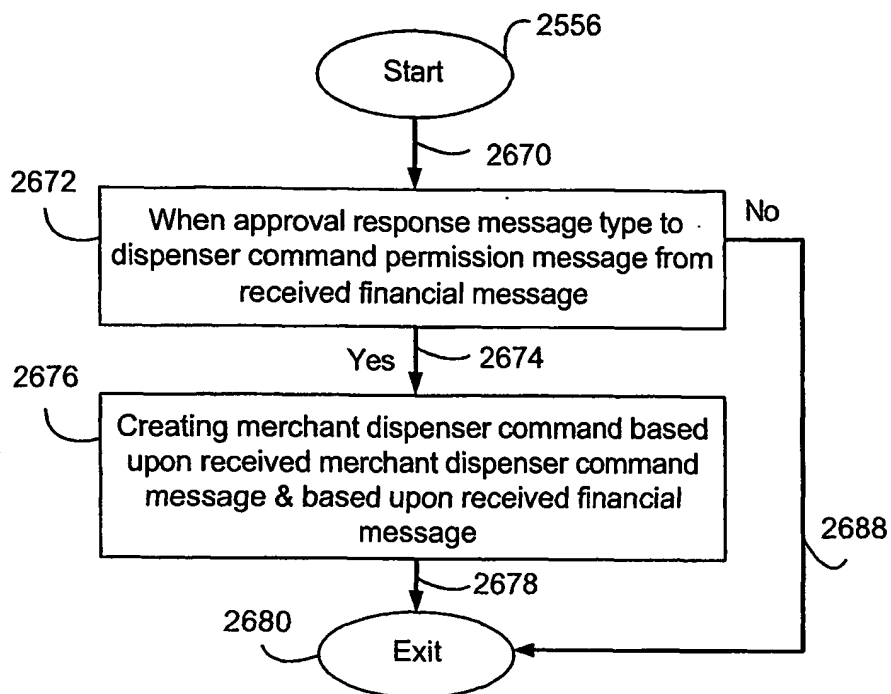 2556
Start
2670
2672
When approval response message type to
dispenser command permission message from
received financial message
No
Yes
2674
2676
Creating merchant dispenser command based
upon received merchant dispenser command
message & based upon received financial
message
2688
2678
2680
Exit